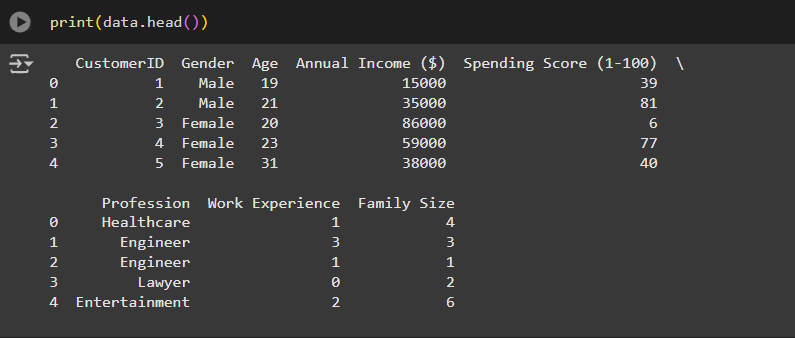 print(data.head())
CustomerID  Gender  Age  Annual Income ($)  Spending Score (1-100)  \
0           1    Male   19              15000                      39
1           2    Male   21              35000                      81
2           3  Female   20              86000                       6
3           4  Female   23              59000                      77
4           5  Female   31              38000                      40
Profession  Work Experience  Family Size
0     Healthcare                1            4
1       Engineer                3            3
2       Engineer                1            1
3         Lawyer                0            2
4  Entertainment                2            6